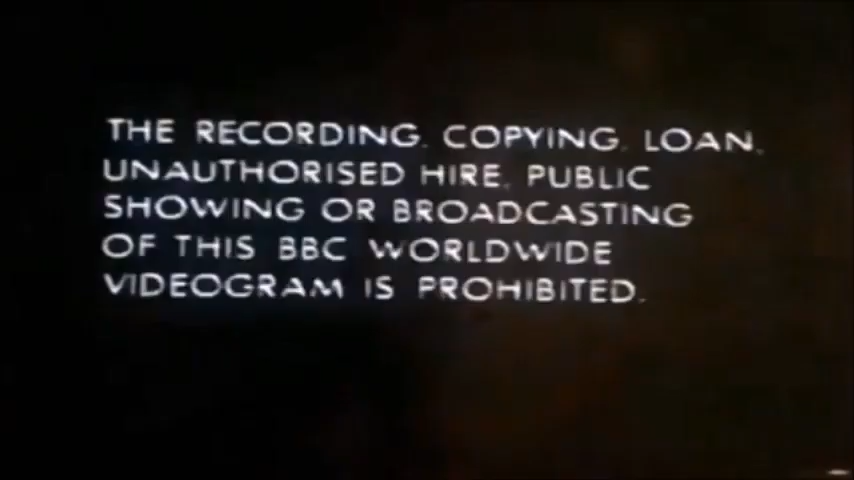 THE RECORDING, COPYING, LOAN,
UNAUTHORISED HIRE, PUBLIC
SHOWING OR BROADCASTING
OF THIS BBC WORLDWIDE
VIDEOGRAM IS PROHIBITED.